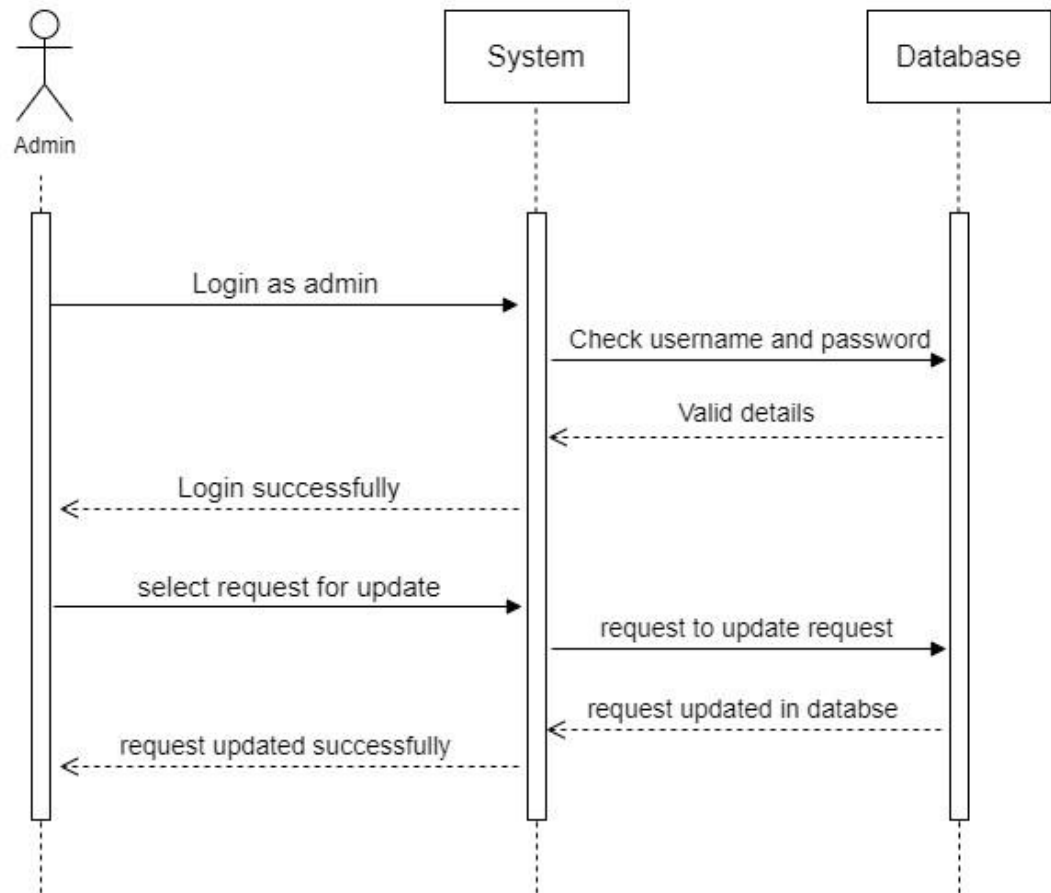 System
Database
Admin
Login as admin
Check username and password
Valid details
Login successfully
select request for update
request to update request
request updated in databse
request updated successfully